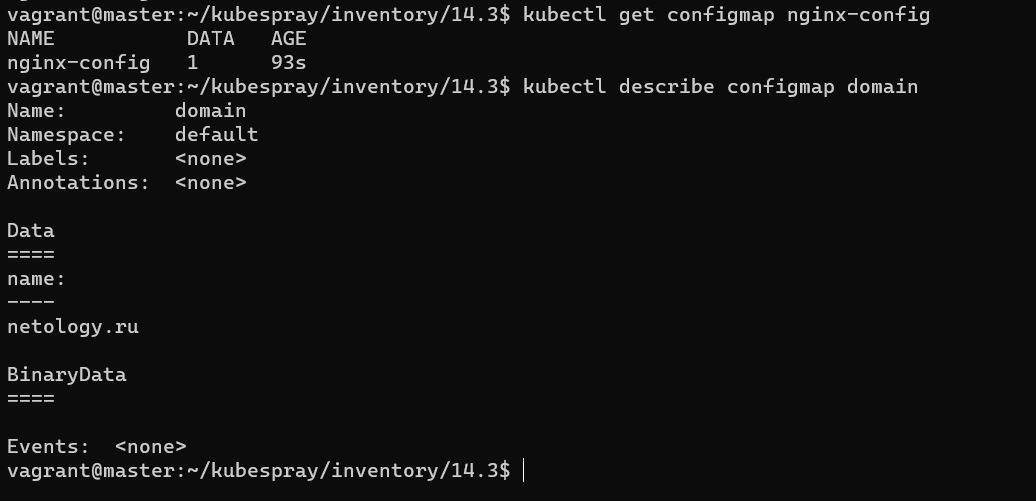 vagrant@master:~/kubespray/inventory/14.3$ kubectl get configmap nginx-config
NAME           DATA   AGE
nginx-config   1      93s
vagrant@master:~/kubespray/inventory/14.3$ kubectl describe configmap domain
Name:         domain
Namespace:    default
Labels:       <none>
Annotations:  <none>

Data
====
name:
----
netology.ru

BinaryData
====

Events:  <none>
vagrant@master:~/kubespray/inventory/14.3$